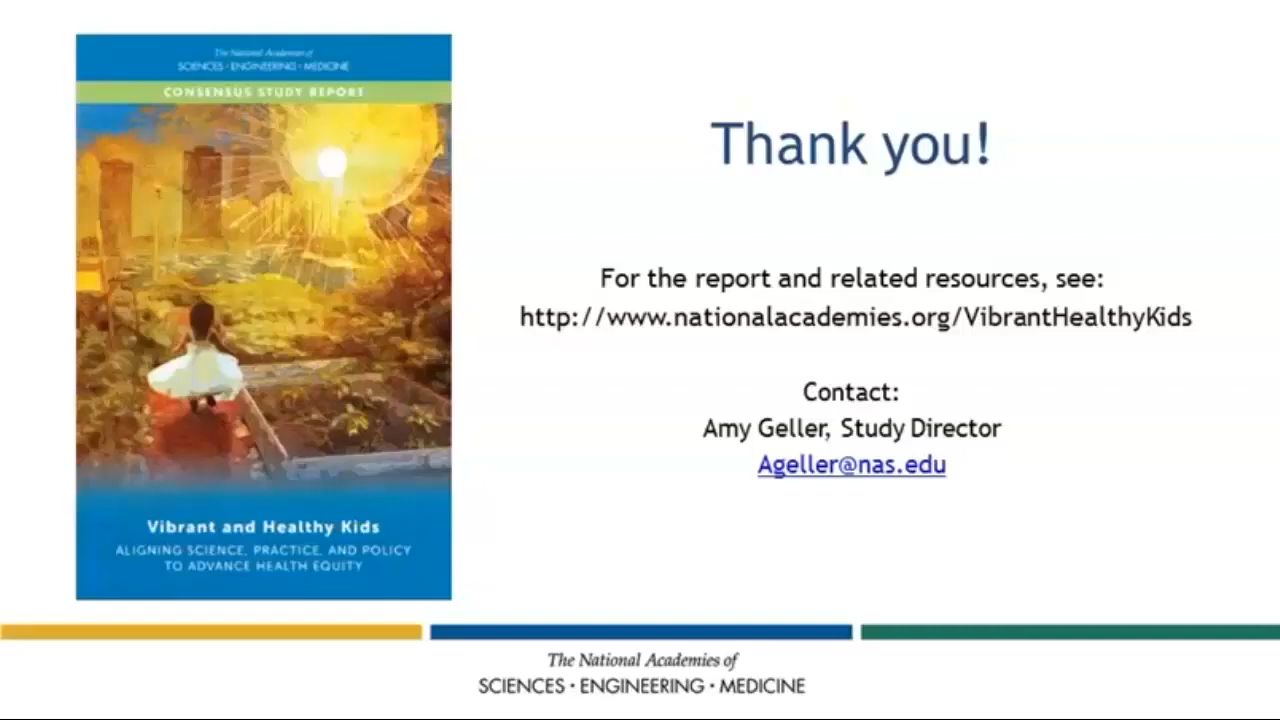 The National Academies of
SCIENCES · ENGINEERING · MEDICINE
CONSENSUS STUDY REPORT
Vibrant and Healthy Kids
ALIGNING SCIENCE, PRACTICE, AND POLICY
TO ADVANCE HEALTH EQUITY
Thank you!
For the report and related resources, see:
http://www.nationalacademies.org/VibrantHealthyKids
Contact:
Amy Geller, Study Director
Ageller@nas.edu
The National Academies of
SCIENCES · ENGINEERING · MEDICINE